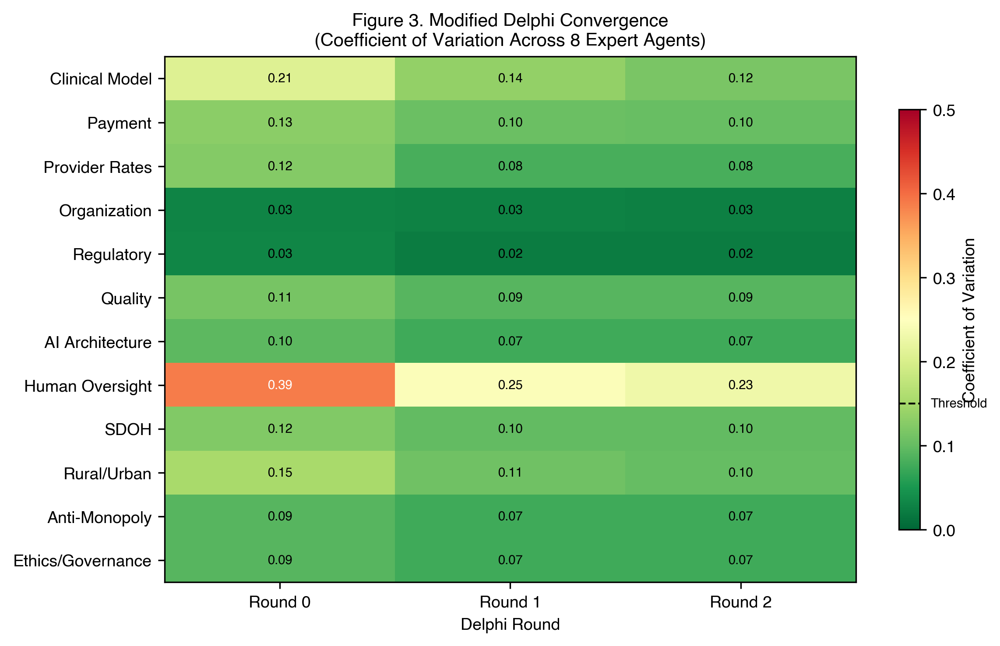 Figure 3. Modified Delphi Convergence
(Coefficient of Variation Across 8 Expert Agents)
Clinical Model 0.21 0.14 0.12
Payment 0.13 0.10 0.10
Provider Rates 0.12 0.08 0.08
Organization 0.03 0.03 0.03
Regulatory 0.03 0.02 0.02
Quality 0.11 0.09 0.09
AI Architecture 0.10 0.07 0.07
Human Oversight 0.39 0.25 0.23
SDOH 0.12 0.10 0.10
Rural/Urban 0.15 0.11 0.10
Anti-Monopoly 0.09 0.07 0.07
Ethics/Governance 0.09 0.07 0.07
Round 0 Round 1 Round 2
Delphi Round
0.5
0.4
0.3
0.2
Threshold
0.1
0.0
Coefficient of Variation